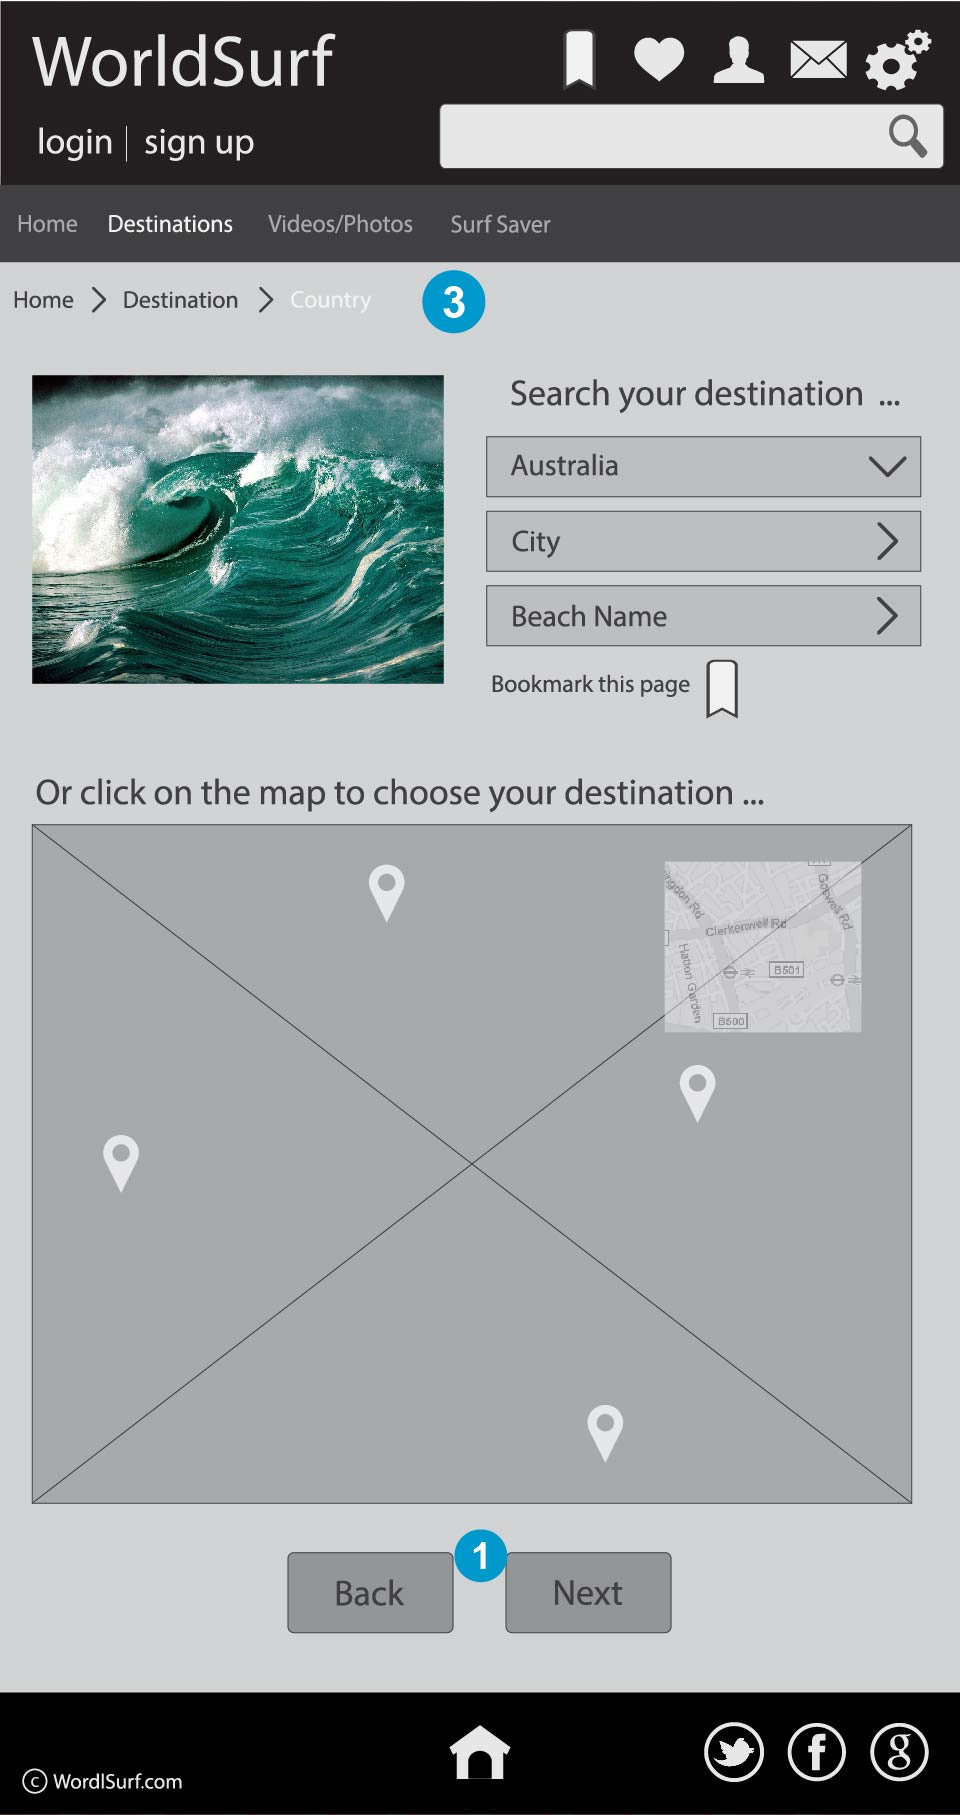 WorldSurf
login | sign up
Home Destinations Videos/Photos Surf Saver
Home > Destination > Country 3
Search your destination ...
Australia
City
Beach Name
Bookmark this page
Or click on the map to choose your destination ...
Goswell Rd
Clerkenwell Rd
Hatton Garden
B501
B500
1
Back Next
© WordlSurf.com